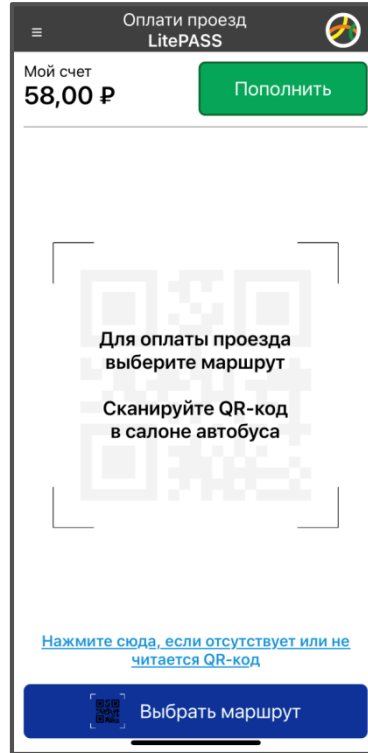 Оплати проезд
LitePASS
Мой счет
58,00 ₽
Пополнить
Для оплаты проезда
выберите маршрут
Сканируйте QR-код
в салоне автобуса
Нажмите сюда, если отсутствует или не
читается QR-код
Выбрать маршрут